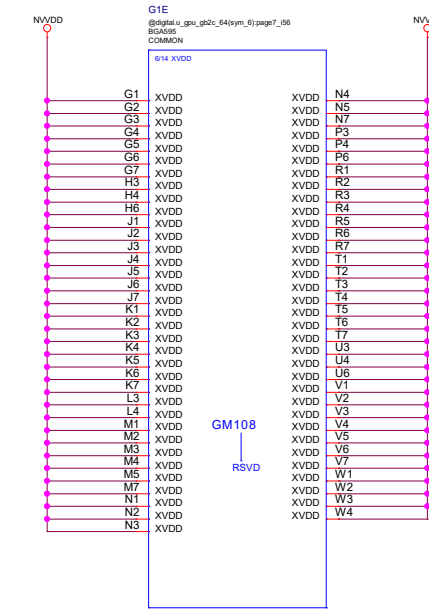 NVVDD
G1E
@digital.u_gpu_gb2c_64(sym_6):page7_i56
BGA595
COMMON
NVV
6/14 XVDD
G1 XVDD XVDD N4
G2 XVDD XVDD N5
G3 XVDD XVDD N7
G4 XVDD XVDD P3
G5 XVDD XVDD P4
G6 XVDD XVDD P6
G7 XVDD XVDD R1
H3 XVDD XVDD R2
H4 XVDD XVDD R3
H6 XVDD XVDD R4
J1 XVDD XVDD R5
J2 XVDD XVDD R6
J3 XVDD XVDD R7
J4 XVDD XVDD T1
J5 XVDD XVDD T2
J6 XVDD XVDD T3
J7 XVDD XVDD T4
K1 XVDD XVDD T5
K2 XVDD XVDD T6
K3 XVDD XVDD T7
K4 XVDD XVDD U3
K5 XVDD XVDD U4
K6 XVDD XVDD U6
K7 XVDD XVDD V1
L3 XVDD XVDD V2
L4 XVDD XVDD V3
M1 XVDD GM108 XVDD V4
M2 XVDD XVDD V5
M3 XVDD XVDD V6
M4 XVDD RSVD XVDD V7
M5 XVDD XVDD W1
M7 XVDD XVDD W2
N1 XVDD XVDD W3
N2 XVDD XVDD W4
N3 XVDD